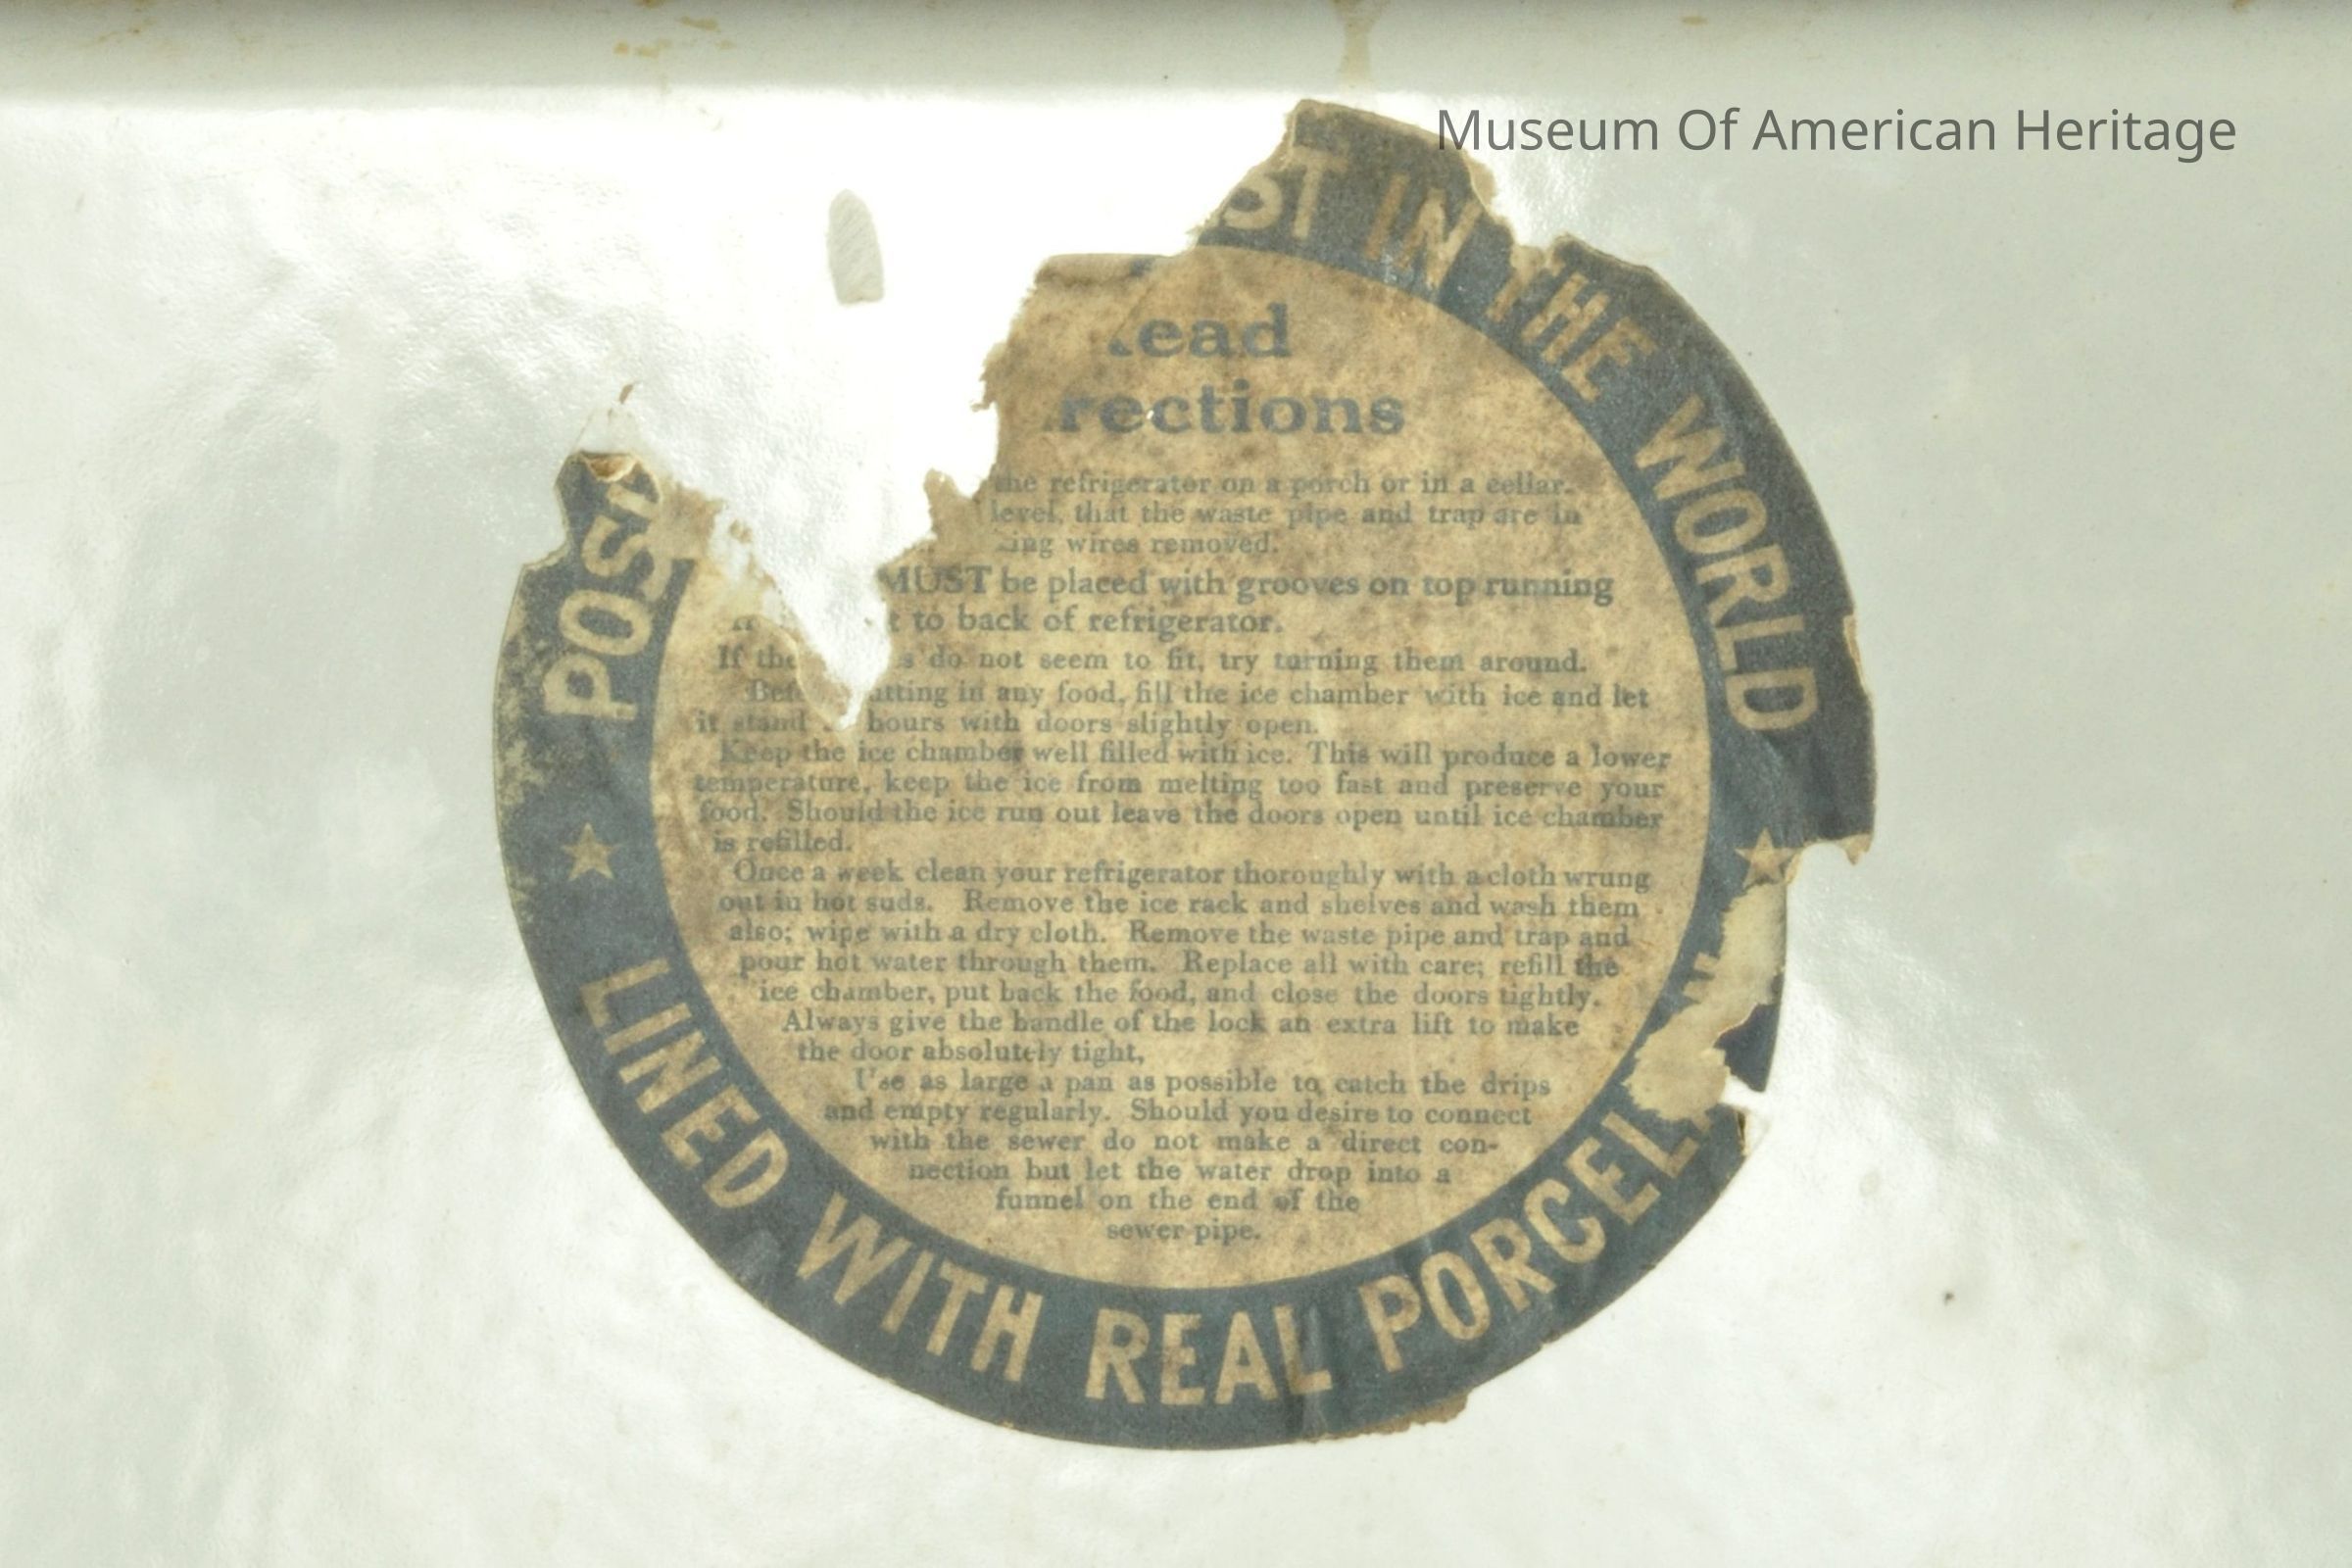 Museum Of American Heritage
POSS
ST IN THE WORLD
ead
rections
the refrigerator on a porch or in a cellar.
level, that the waste pipe and trap are in
ing wires removed.
MUST be placed with grooves on top running
to back of refrigerator.
If the s do not seem to fit, try turning them around.
Bef utting in any food, fill the ice chamber with ice and let
it stand hours with doors slightly open.
Keep the ice chamber well filled with ice. This will produce a lower
temperature, keep the ice from melting too fast and preserve your
food. Should the ice run out leave the doors open until ice chamber
is refilled.
Once a week clean your refrigerator thoroughly with a cloth wrung
out in hot suds. Remove the ice rack and shelves and wash them
also; wipe with a dry cloth. Remove the waste pipe and trap and
pour hot water through them. Replace all with care; refill the
ice chamber, put back the food, and close the doors tightly.
Always give the handle of the lock an extra lift to make
the door absolutely tight,
Use as large a pan as possible to catch the drips
and empty regularly. Should you desire to connect
with the sewer do not make a direct con-
nection but let the water drop into a
funnel on the end of the
sewer pipe.
LINED WITH REAL PORCEL